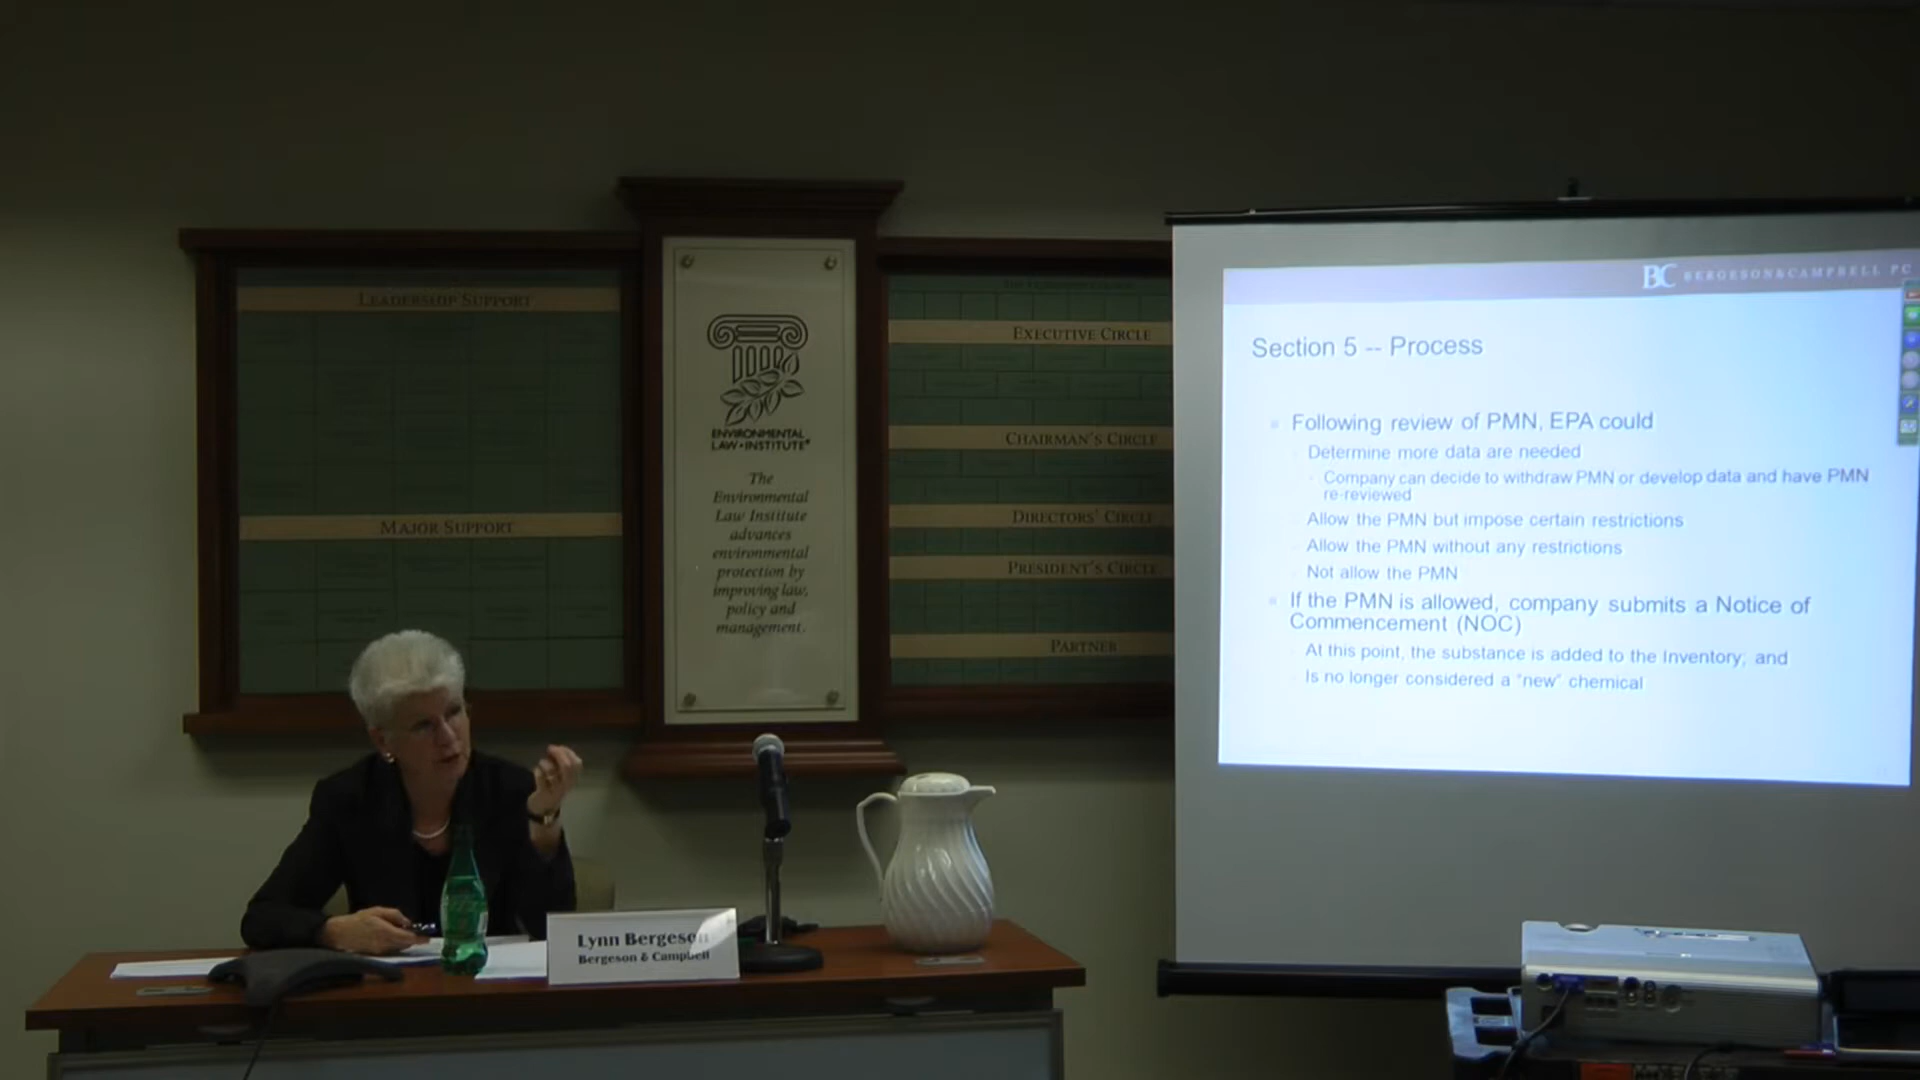 LEADERSHIP SUPPORT
MAJOR SUPPORT
ENVIRONMENTAL
LAW•INSTITUTE®
The
Environmental
Law Institute
advances
environmental
protection by
improving law,
policy and
management.
EXECUTIVE CIRCLE
CHAIRMAN'S CIRCLE
DIRECTORS' CIRCLE
PRESIDENT'S CIRCLE
PARTNER
BC BERGESON&CAMPBELL PC
Section 5 -- Process
Following review of PMN, EPA could
Determine more data are needed
Company can decide to withdraw PMN or develop data and have PMN
re-reviewed
Allow the PMN but impose certain restrictions
Allow the PMN without any restrictions
Not allow the PMN
If the PMN is allowed, company submits a Notice of
Commencement (NOC)
At this point, the substance is added to the Inventory; and
Is no longer considered a "new" chemical
Lynn Bergeson
Bergeson & Campbell